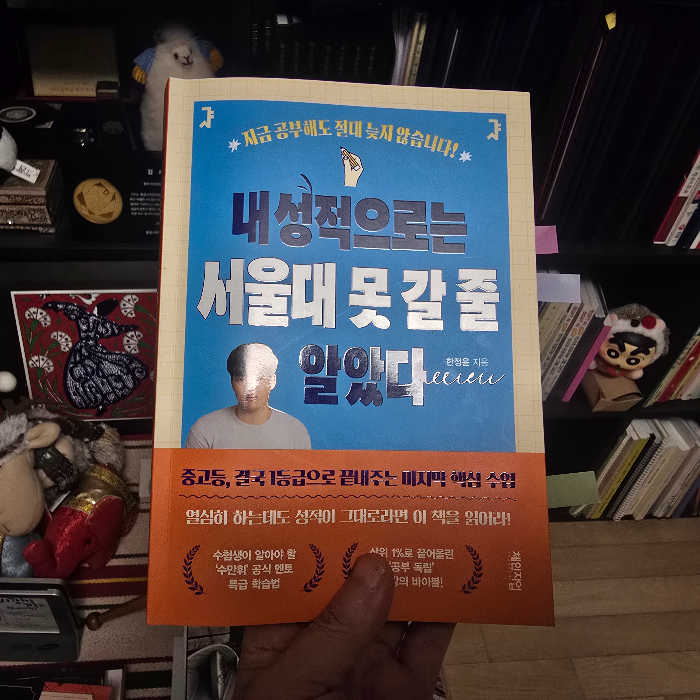 지금 공부해도 절대 늦지 않습니다!
내 성적으로는
서울대 못 갈 줄
알았다
한정윤 지음
중고등, 결국 1등급으로 끝내주는 마지막 핵심 수업
열심히 하는데도 성적이 그대로라면 이 책을 읽어라!
수험생이 알아야 할
'수만휘' 공식 멘토
특급 학습법
상위 1%로 끌어올린
'공부 독립'
의 바이블!
체인지업